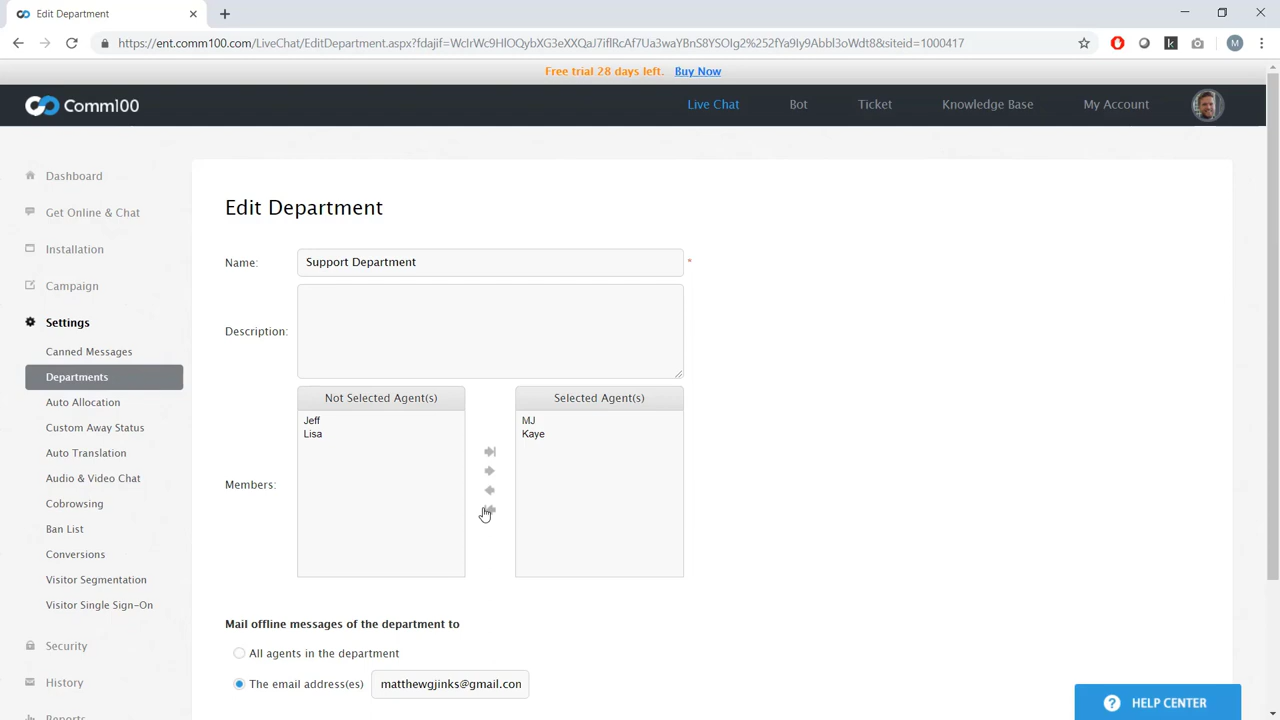 Edit Department
https://ent.comm100.com/LiveChat/EditDepartment.aspx?fdajif=WcIrWc9HlOQybXG3eXXQaJ7iflRcAf7Ua3waYBnS8YSOIg2%252fYa9Iy9Abbl3oWdt8&siteid=1000417
M
Free trial 28 days left. Buy Now
Comm100
Live Chat
Bot
Ticket
Knowledge Base
My Account
Dashboard
Get Online & Chat
Installation
Campaign
Settings
Canned Messages
Departments
Auto Allocation
Custom Away Status
Auto Translation
Audio & Video Chat
Cobrowsing
Ban List
Conversions
Visitor Segmentation
Visitor Single Sign-On
Security
History
Reports
Edit Department
Name: Support Department *
Description:
Members:
Not Selected Agent(s)
Jeff
Lisa
Selected Agent(s)
MJ
Kaye
Mail offline messages of the department to
All agents in the department
The email address(es) matthewgjinks@gmail.con
? HELP CENTER